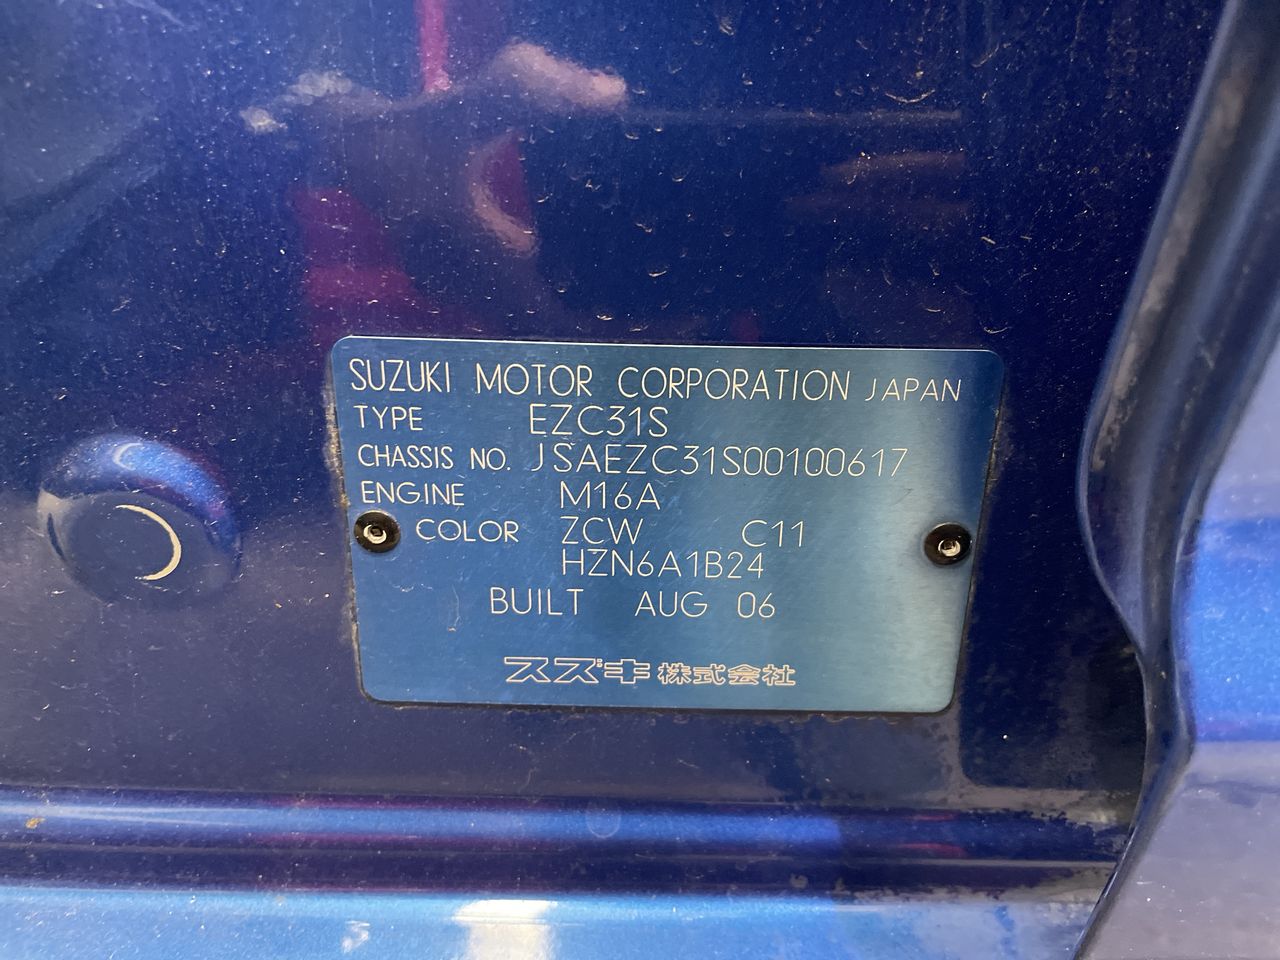 SUZUKI MOTOR CORPORATION JAPAN
TYPE EZC31S
CHASSIS NO. JSAEZC31S00100617
ENGINE M16A
COLOR ZCW C11
HZN6A1B24
BUILT AUG 06
スズキ株式会社